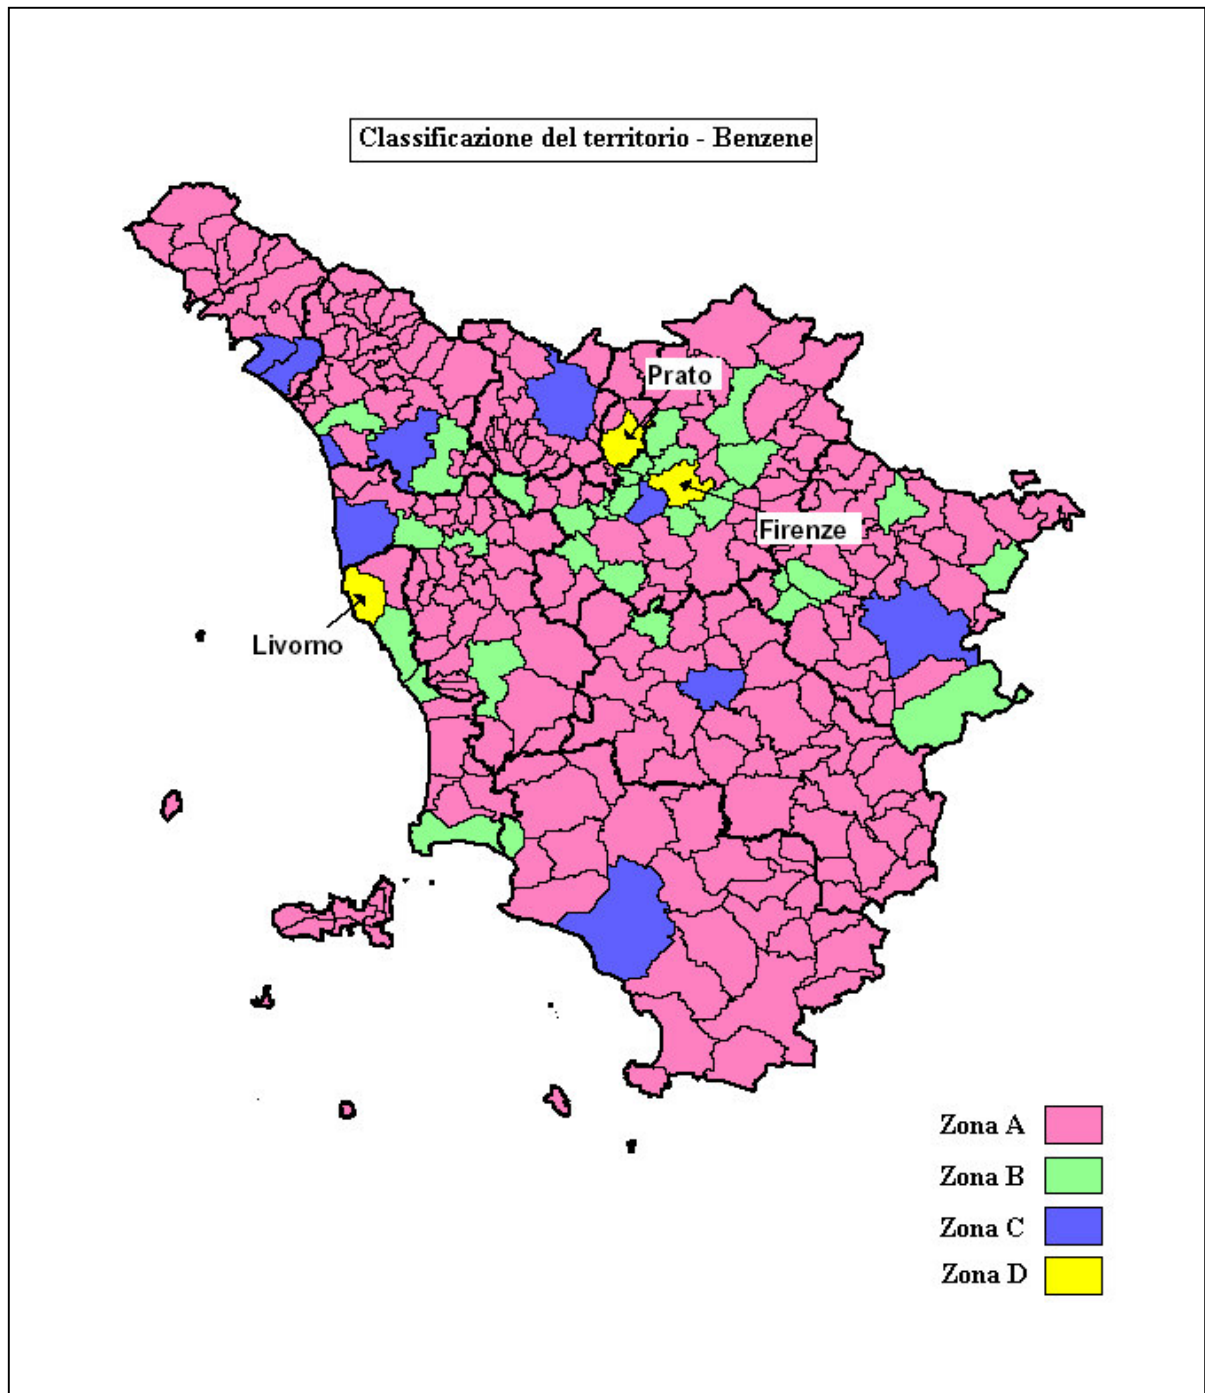 Classificazione del territorio - Benzene
Prato
Firenze
Livorno
Zona A
Zona B
Zona C
Zona D